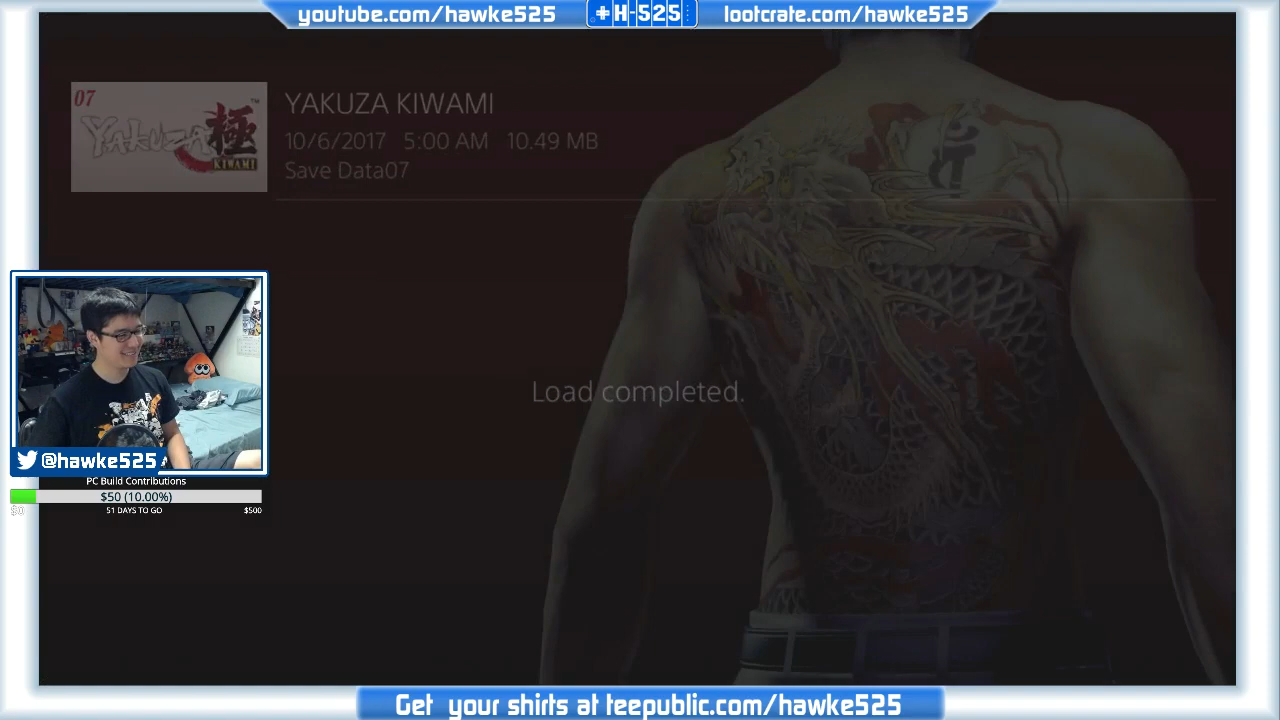 youtube.com/hawke525
H-525
lootcrate.com/hawke525
07
YAKUZA
極
KIWAMI
TM
YAKUZA KIWAMI
10/6/2017 5:00 AM 10.49 MB
Save Data07
Load completed.
@hawke525
PC Build Contributions
$50 (10.00%)
$0
51 DAYS TO GO
$500
Get your shirts at teepublic.com/hawke525